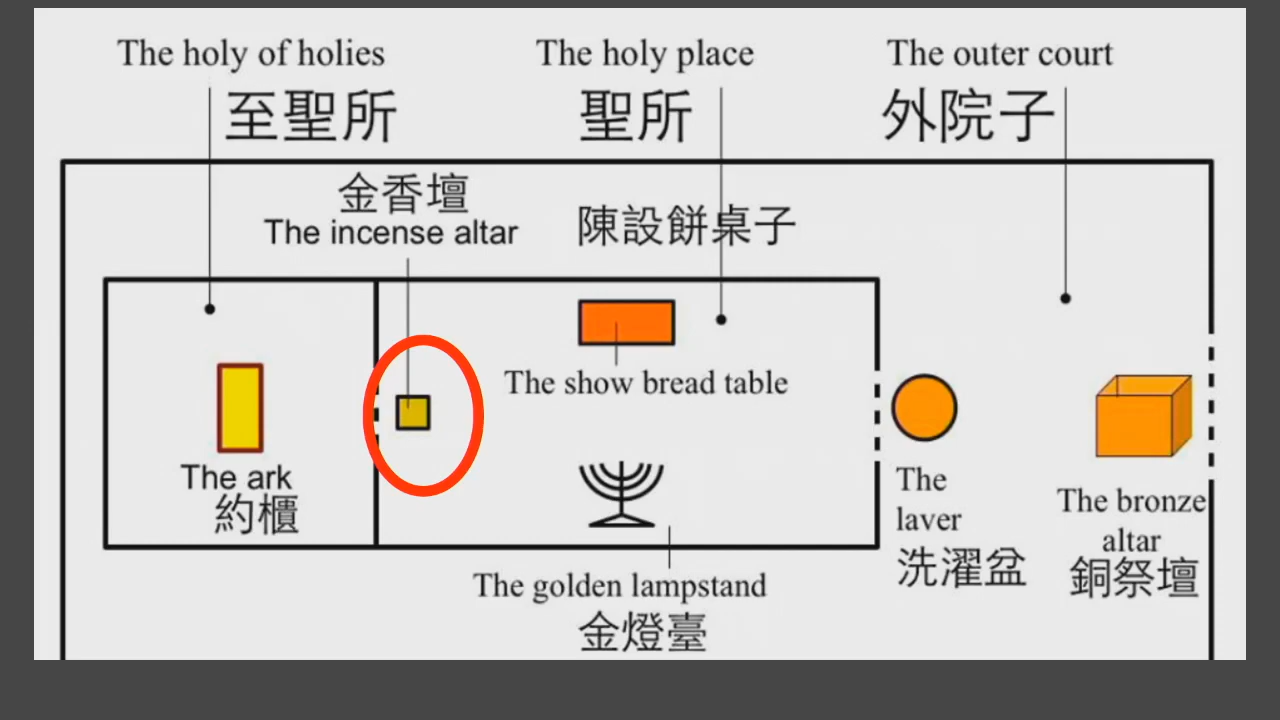 The holy of holies
至聖所
The holy place
聖所
The outer court
外院子
金香壇
The incense altar
陳設餅桌子
The show bread table
The ark
約櫃
The golden lampstand
金燈臺
The
laver
洗濯盆
The bronze
altar
銅祭壇